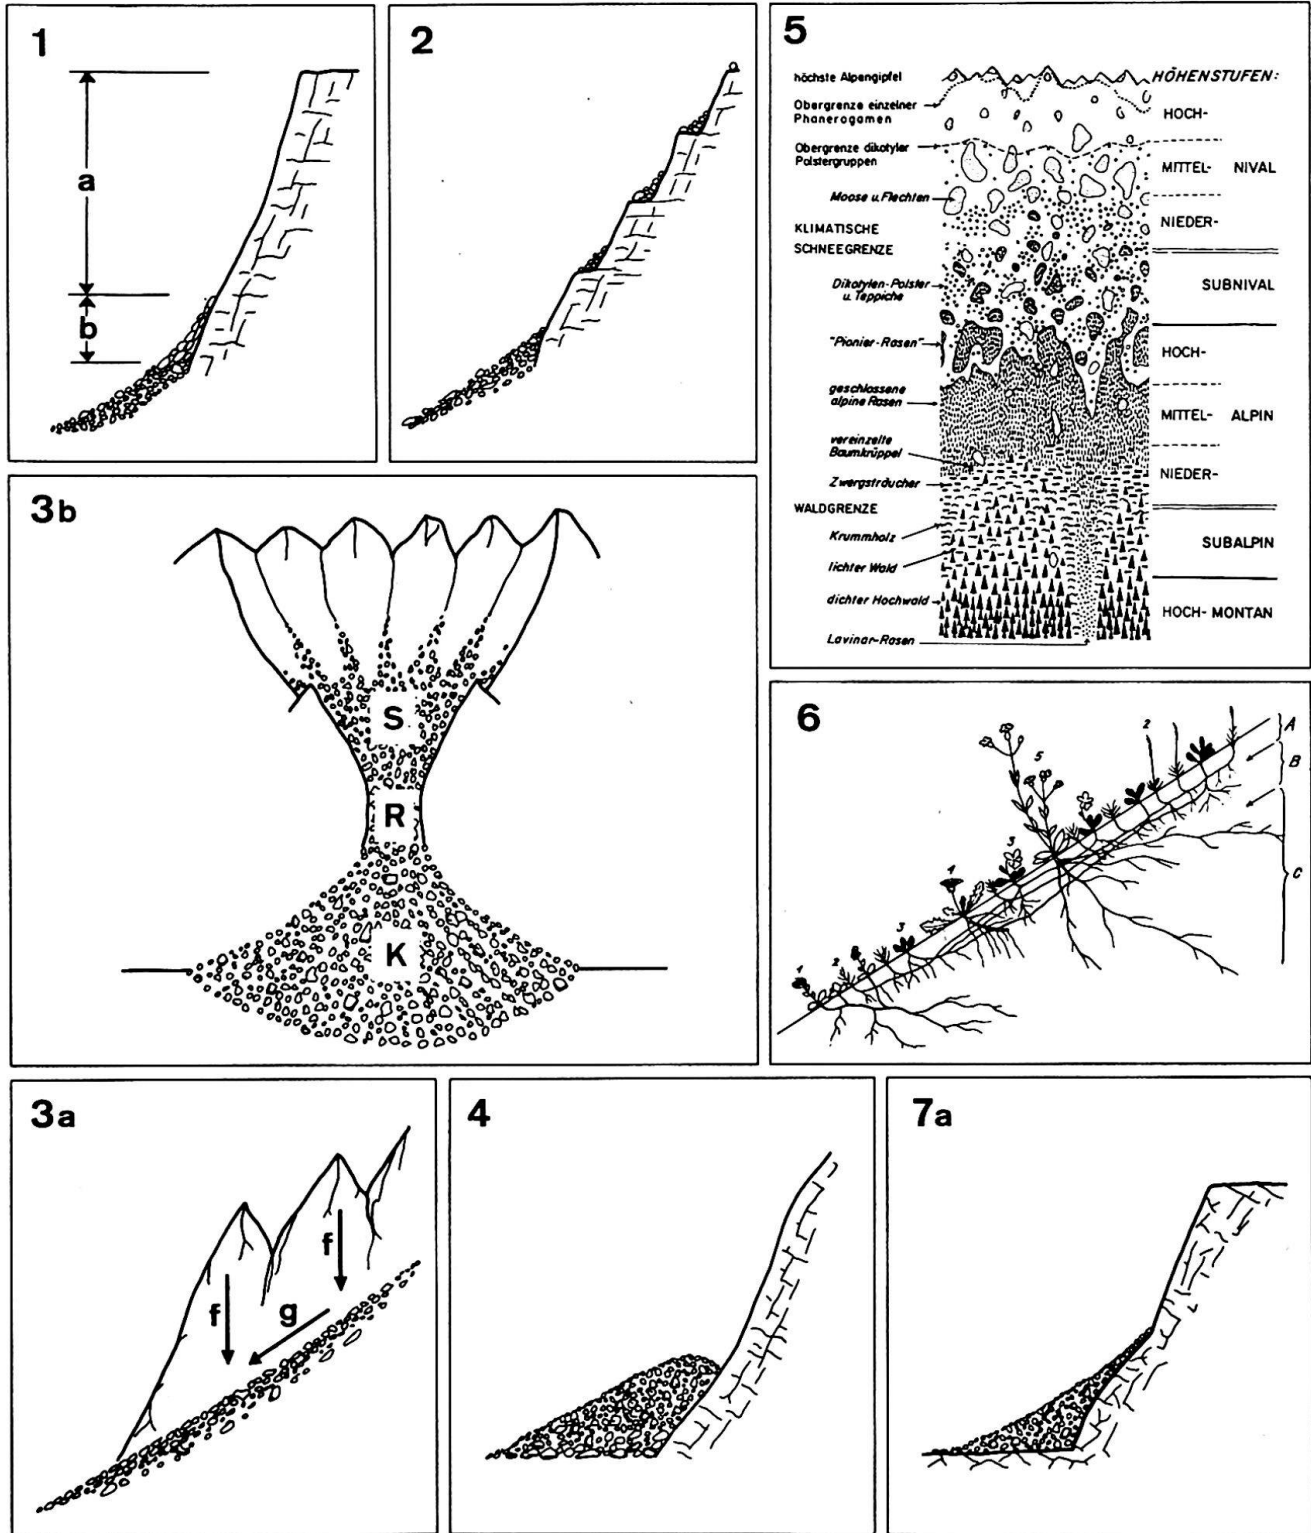 1
a
b
2
5
höchste Alpengipfel
HÖHENSTUFEN:
Obergrenze einzelner
Phanerogamen
HOCH-
Obergrenze dikotyler
Polstergruppen
MITTEL- NIVAL
Moose u. Flechten
NIEDER-
KLIMATISCHE
SCHNEEGRENZE
Dikotylen-Polster
u. Teppiche
SUBNIVAL
"Pionier-Rasen"
HOCH-
geschlossene
alpine Rasen
MITTEL- ALPIN
vereinzelte
Baumkrüppel
NIEDER-
Zwergsträucher
WALDGRENZE
Krummholz
SUBALPIN
lichter Wald
dichter Hochwald
HOCH- MONTAN
Lavinar-Rasen
3b
S
R
K
6
2
A
B
5
3
1
C
3
2
1
3a
f
f
g
4
7a